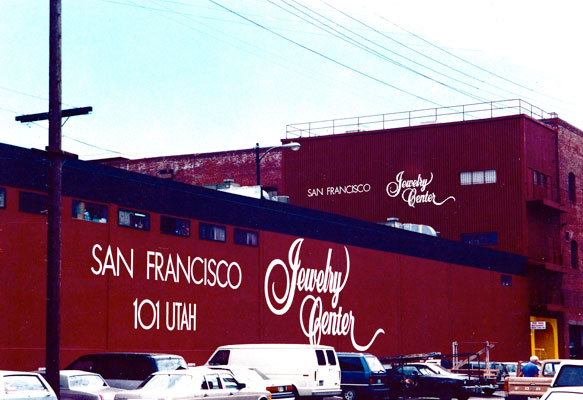 SAN FRANCISCO
Jewelry
Center
SAN FRANCISCO
101 UTAH
Jewelry
Center